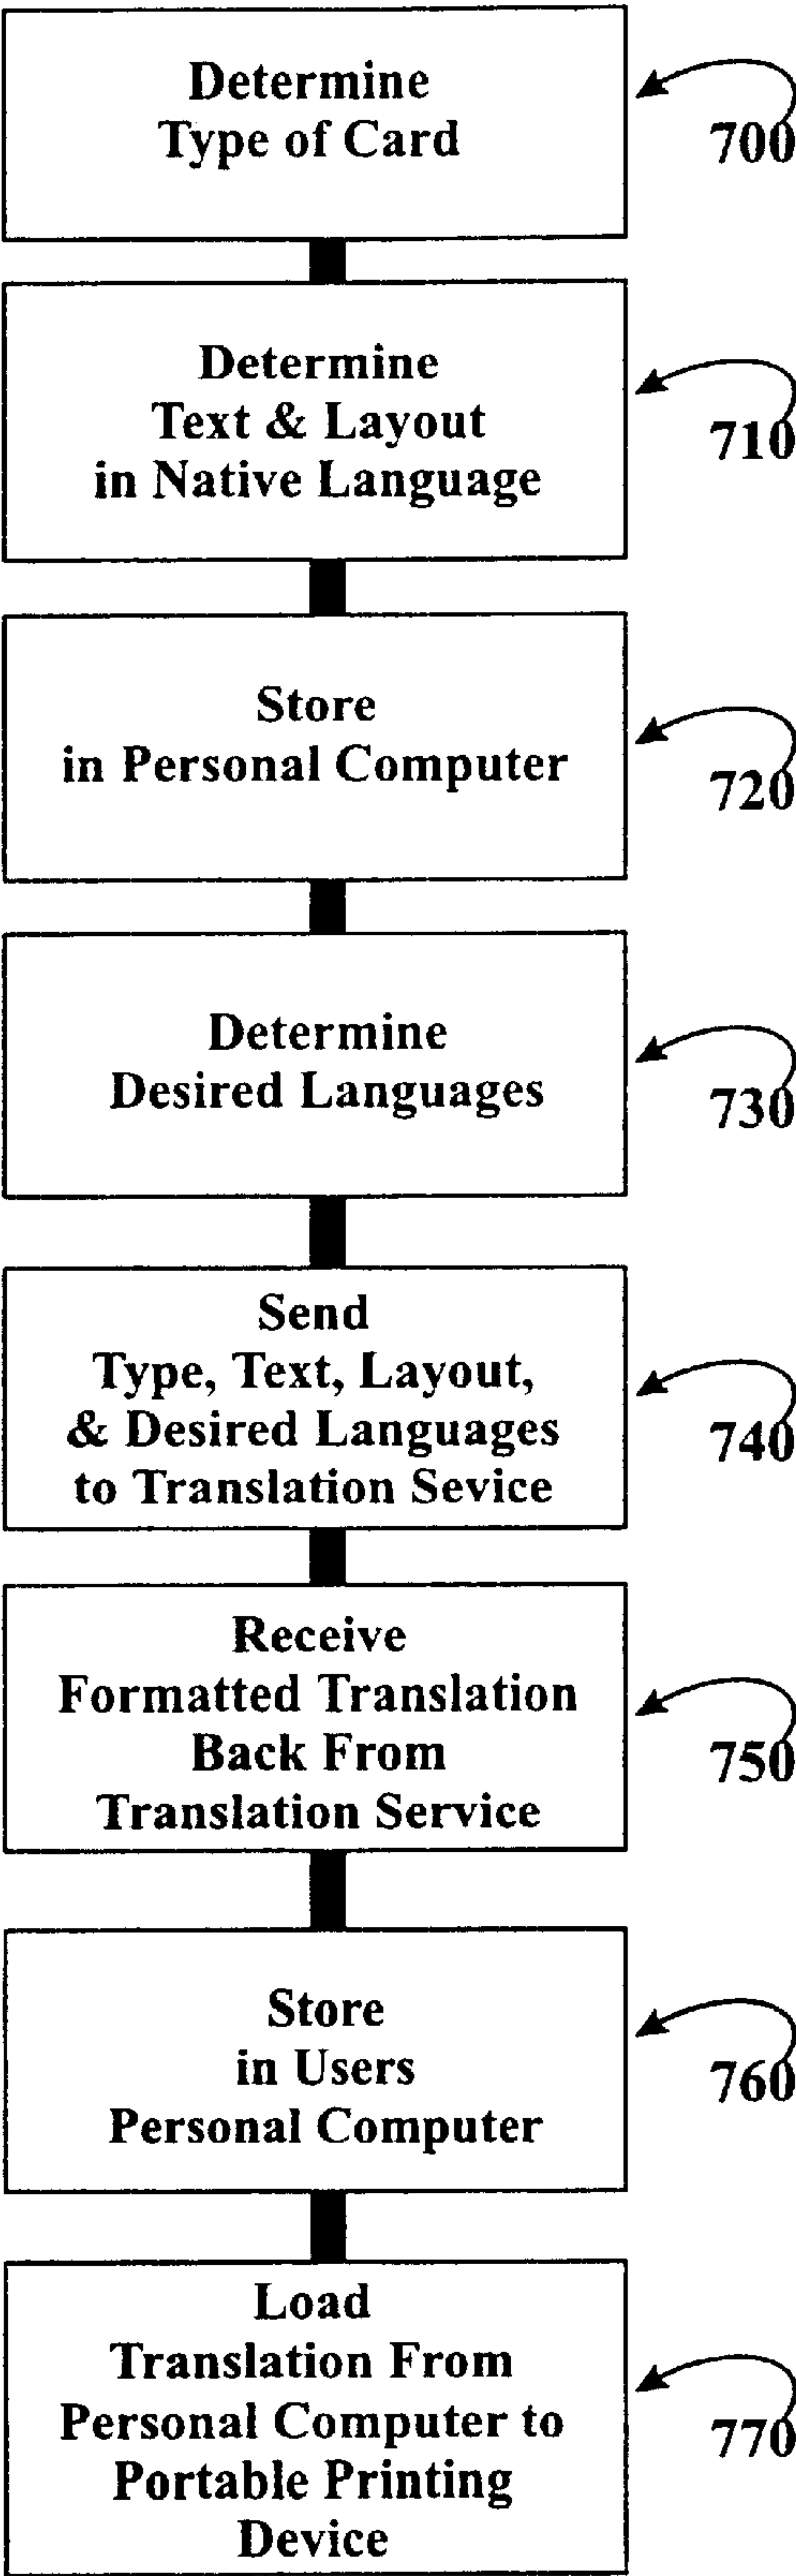 Determine
Type of Card
700
Determine
Text & Layout
in Native Language
710
Store
in Personal Computer
720
Determine
Desired Languages
730
Send
Type, Text, Layout,
& Desired Languages
to Translation Sevice
740
Receive
Formatted Translation
Back From
Translation Service
750
Store
in Users
Personal Computer
760
Load
Translation From
Personal Computer to
Portable Printing
Device
770